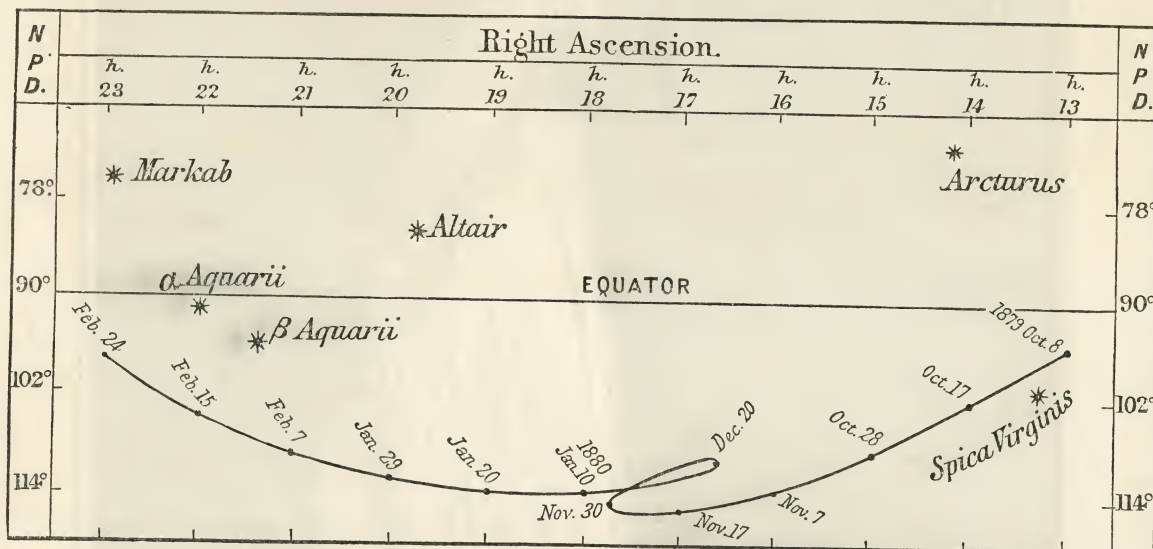 Right Ascension.
N P. D.
h. h. h. h. h. h. h. h. h. h. h.
23 22 21 20 19 18 17 16 15 14 13
N P D.
Markab
Arcturus
78°
78°
Altair
α Aquarii
90°
EQUATOR
90°
β Aquarii
Feb. 24
1879 Oct. 8
102°
Feb. 15
Oct. 17
102°
Feb. 7
Jan. 29
Jan. 20
1880
Jan. 10
Dec. 20
Oct. 28
Spica Virginis
114°
Nov. 30
Nov. 17
Nov. 7
114°